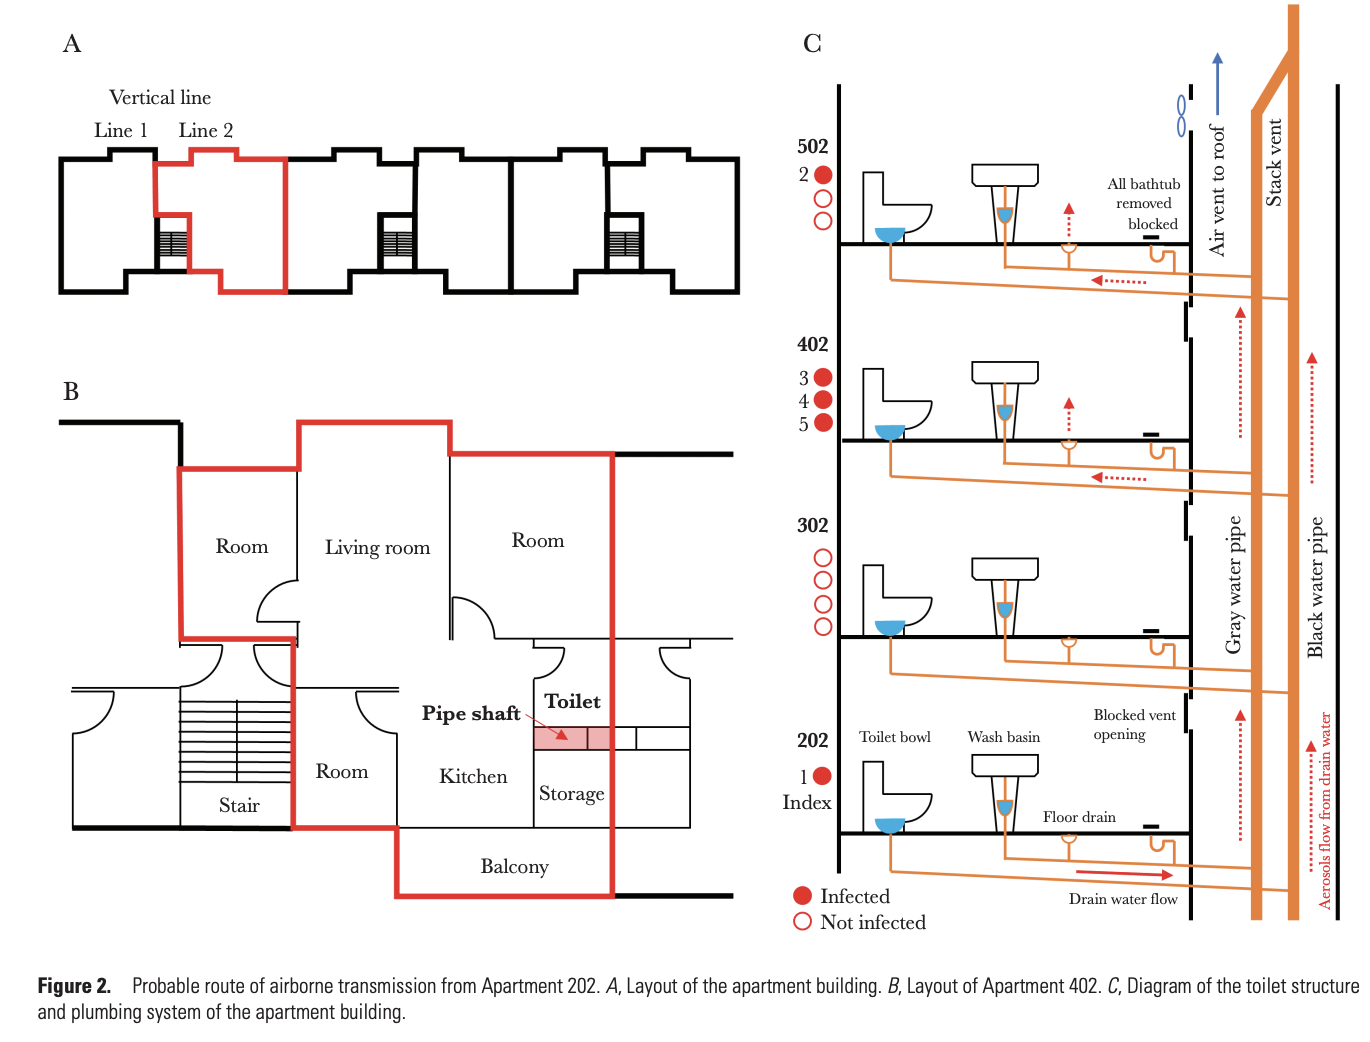 A
Vertical line
Line 1
Line 2
B
Room
Living room
Room
Toilet
Pipe shaft
Room
Kitchen
Storage
Stair
Balcony
C
502
2
All bathtub
removed
blocked
Air vent to roof
Stack vent
402
3
4
5
302
Gray water pipe
Black water pipe
202
1
Index
Toilet bowl
Wash basin
Blocked vent
opening
Floor drain
Drain water flow
Aerosols flow from drain water
Infected
Not infected
Figure 2. Probable route of airborne transmission from Apartment 202. A, Layout of the apartment building. B, Layout of Apartment 402. C, Diagram of the toilet structure
and plumbing system of the apartment building.